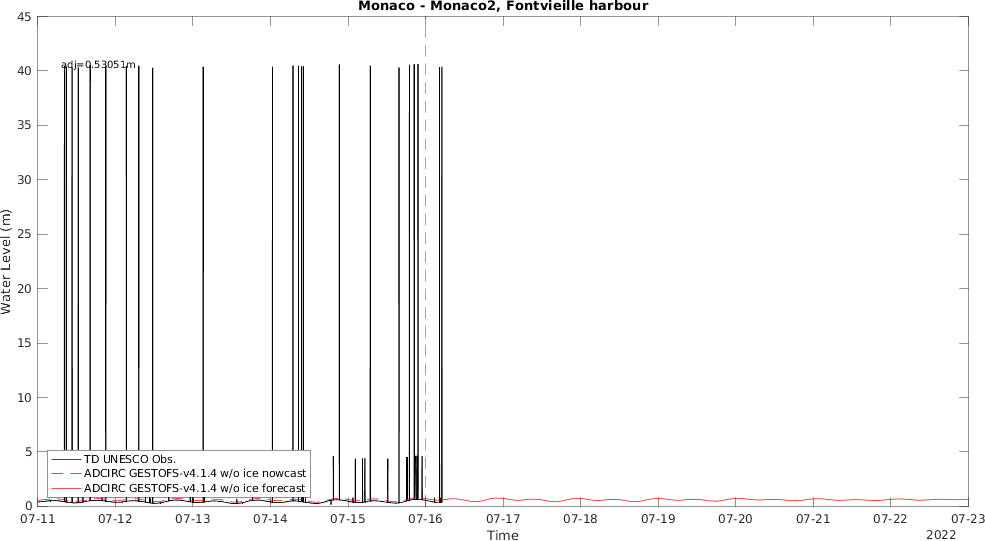 Monaco - Monaco2, Fontvieille harbour
45
40
35
30
25
20
15
10
5
0
Water Level (m)
adj=0.53051m
TD UNESCO Obs.
ADCIRC GESTOFS-v4.1.4 w/o ice nowcast
ADCIRC GESTOFS-v4.1.4 w/o ice forecast
07-11 07-12 07-13 07-14 07-15 07-16 07-17 07-18 07-19 07-20 07-21 07-22 07-23
Time
2022